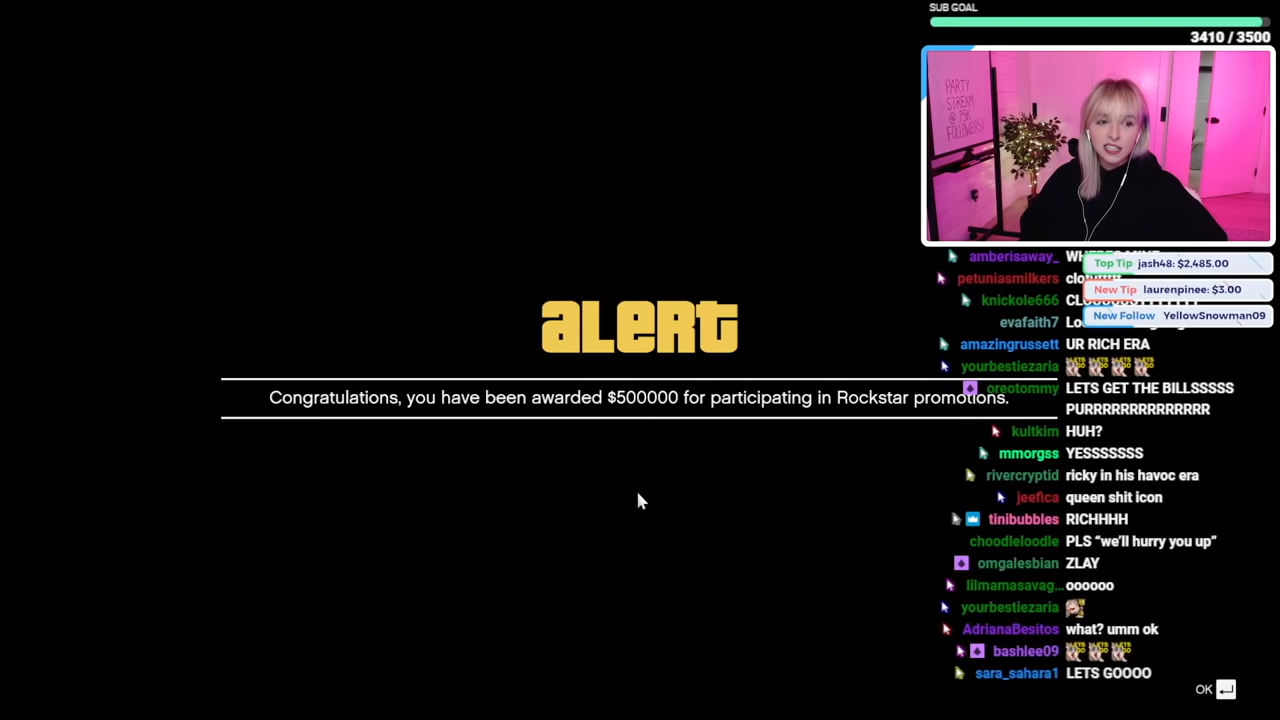 SUB GOAL
3410 / 3500
PARTY
STREAM
@ 75K
FOLLOWERS!
alert
Congratulations, you have been awarded $500000 for participating in Rockstar promotions.
amberisaway_
Top Tip jash48: $2,485.00
petuniasmilkers
New Tip laurenpinee: $3.00
knickole666
New Follow YellowSnowman09
evafaith7
amazingrussett UR RICH ERA
yourbestiezaria
oreotommy LETS GET THE BILLSSSSS
PURRRRRRRRRRRRRR
kultkim HUH?
mmorgss YESSSSSSS
rivercryptid ricky in his havoc era
jeefica queen shit icon
tinibubbles RICHHHH
choodleloodle PLS “we’ll hurry you up”
omgalesbian ZLAY
lilmamasavag... oooooo
yourbestiezaria
AdrianaBesitos what? umm ok
bashlee09
sara_sahara1 LETS GOOOO
OK